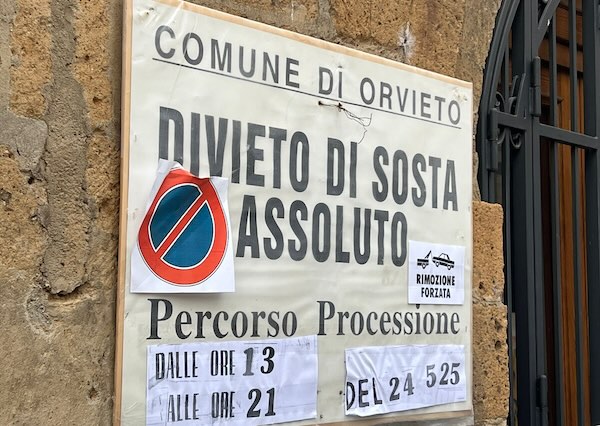 COMUNE DI ORVIETO
DIVIETO DI SOSTA
ASSOLUTO
RIMOZIONE
FORZATA
Percorso Processione
DALLE ORE 13
ALLE ORE 21
DEL 24 5 25